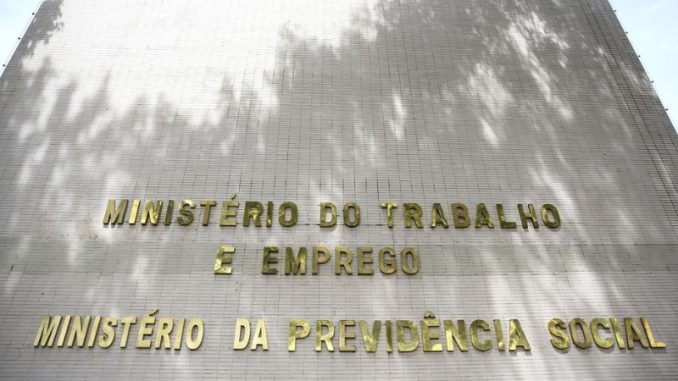 MINISTÉRIO DO TRABALHO
E EMPREGO
MINISTÉRIO DA PREVIDÊNCIA SOCIAL